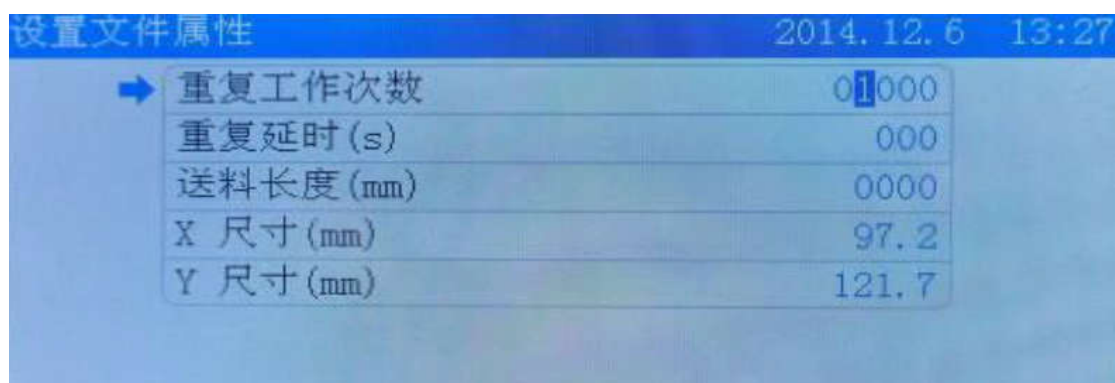 设置文件属性 2014.12.6 13:27
重复工作次数 01000
重复延时(s) 000
送料长度(mm) 0000
X 尺寸(mm) 97.2
Y 尺寸(mm) 121.7